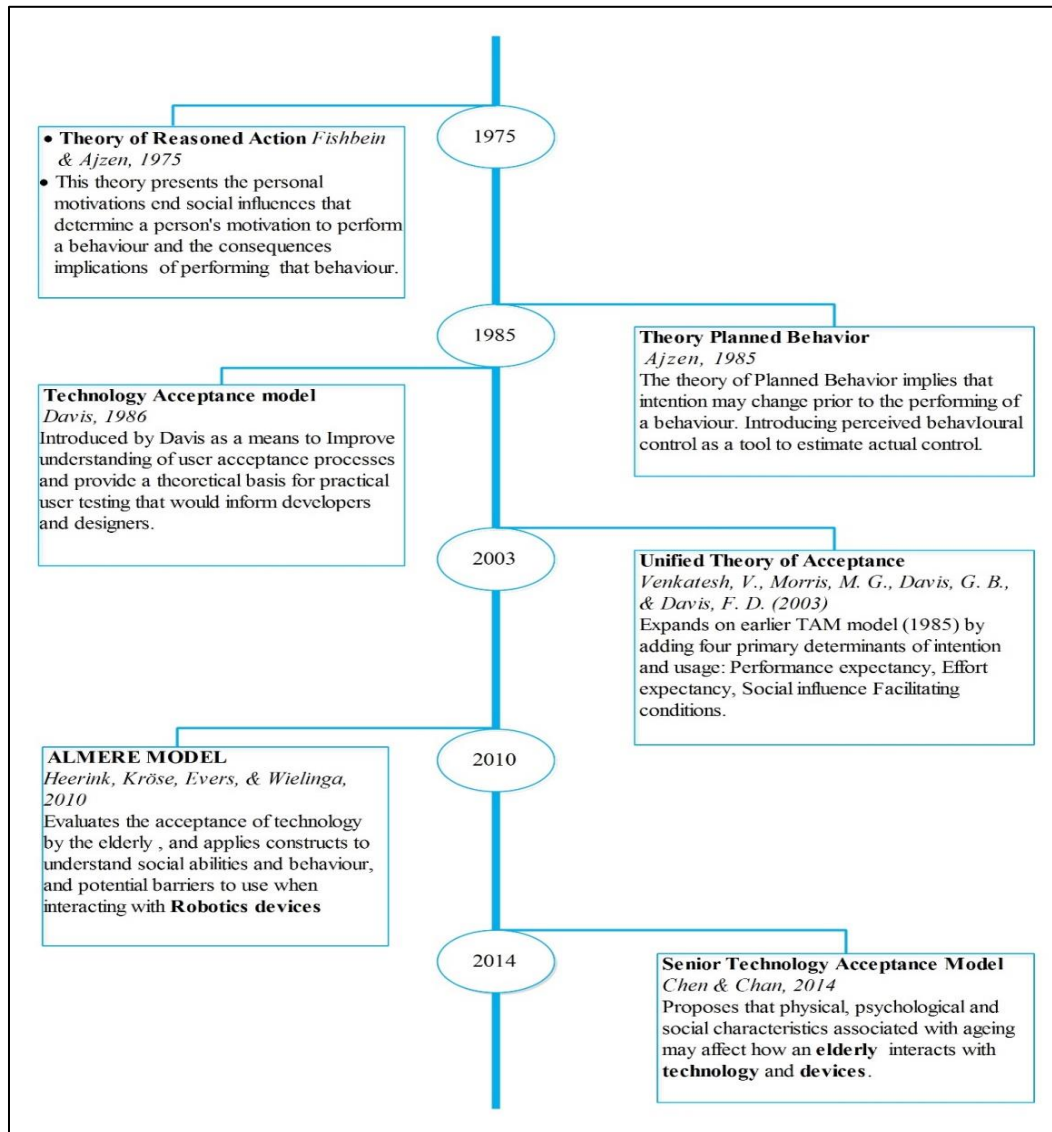 1975
• Theory of Reasoned Action Fishbein
& Ajzen, 1975
• This theory presents the personal
motivations end social influences that
determine a person's motivation to perform
a behaviour and the consequences
implications of performing that behaviour.
1985
Theory Planned Behavior
Ajzen, 1985
The theory of Planned Behavior implies that
intention may change prior to the performing of
a behaviour. Introducing perceived behavIoural
control as a tool to estimate actual control.
Technology Acceptance model
Davis, 1986
Introduced by Davis as a means to Improve
understanding of user acceptance processes
and provide a theoretical basis for practical
user testing that would inform developers
and designers.
2003
Unified Theory of Acceptance
Venkatesh, V., Morris, M. G., Davis, G. B.,
& Davis, F. D. (2003)
Expands on earlier TAM model (1985) by
adding four primary determinants of intention
and usage: Performance expectancy, Effort
expectancy, Social influence Facilitating
conditions.
2010
ALMERE MODEL
Heerink, Kröse, Evers, & Wielinga,
2010
Evaluates the acceptance of technology
by the elderly , and applies constructs to
understand social abilities and behaviour,
and potential barriers to use when
interacting with Robotics devices
2014
Senior Technology Acceptance Model
Chen & Chan, 2014
Proposes that physical, psychological and
social characteristics associated with ageing
may affect how an elderly interacts with
technology and devices.